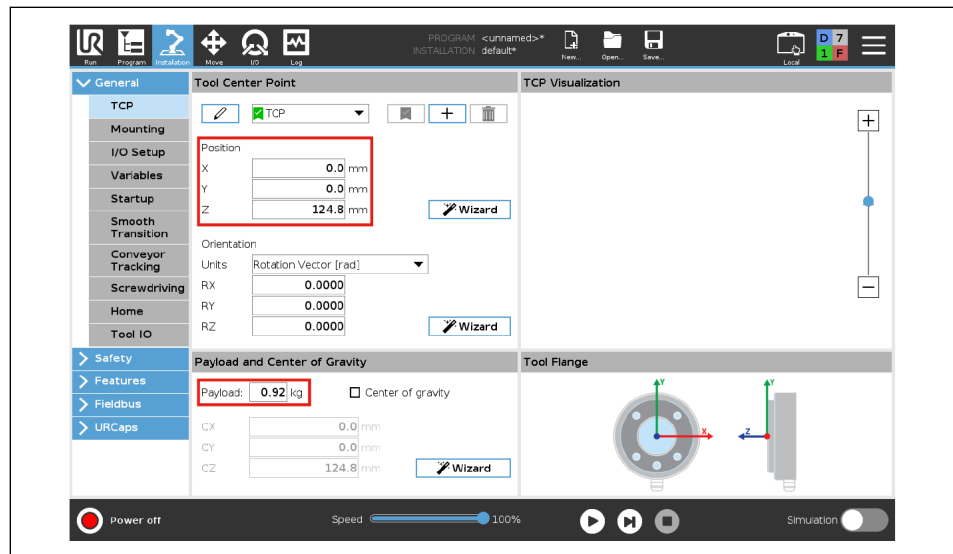 PROGRAM <unnamed>*
INSTALLATION default*
D 7
1 F
Run Program Installation Move I/O Log New... Open... Save... Local
General
TCP
Mounting
I/O Setup
Variables
Startup
Smooth
Transition
Conveyor
Tracking
Screwdriving
Home
Tool IO
Safety
Features
Fieldbus
URCaps
Tool Center Point
TCP
Position
X 0.0 mm
Y 0.0 mm
Z 124.8 mm Wizard
Orientation
Units Rotation Vector [rad]
RX 0.0000
RY 0.0000
RZ 0.0000 Wizard
Payload and Center of Gravity
Payload: 0.92 kg Center of gravity
CX 0.0 mm
CY 0.0 mm
CZ 124.8 mm Wizard
TCP Visualization
Tool Flange
Y Y
X Z
Power off Speed 100% Simulation